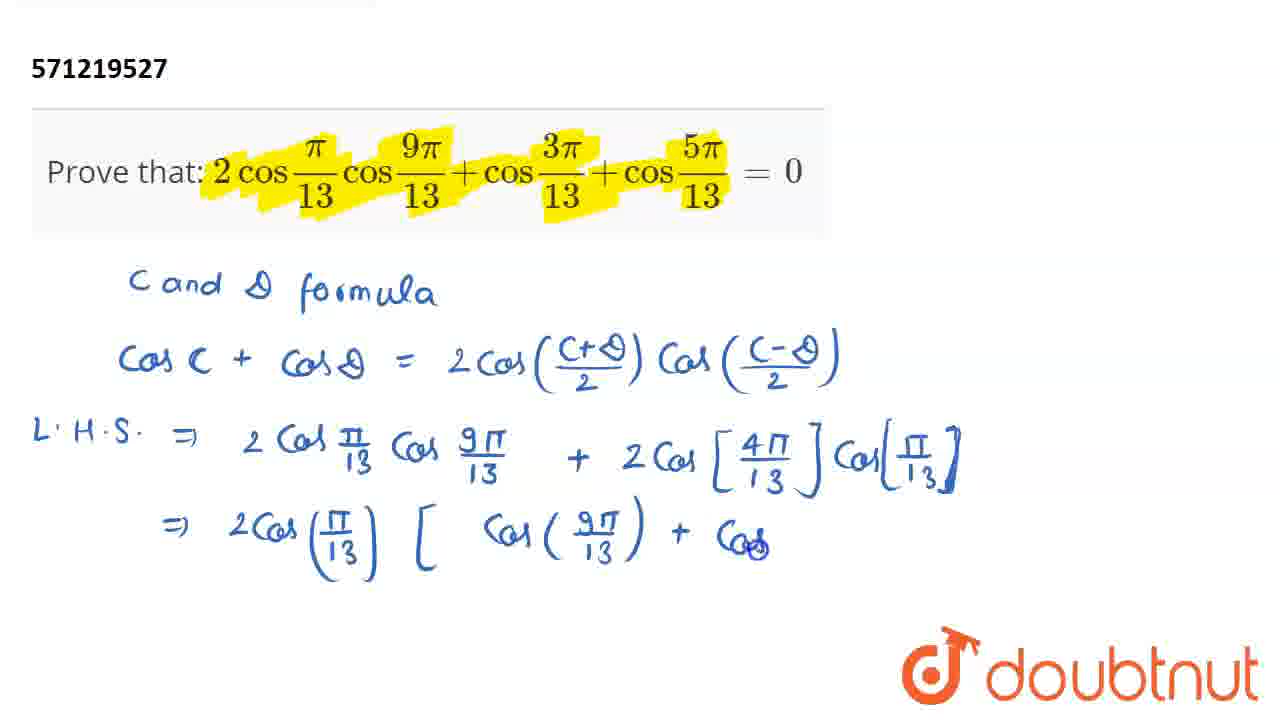 571219527
Prove that: 2 cos π/13 cos 9π/13 + cos 3π/13 + cos 5π/13 = 0
C and D formula
Cos C + Cos D = 2 Cos ((C+D)/2) Cos ((C-D)/2)
L.H.S. ⇒ 2 Cos π/13 Cos 9π/13 + 2 Cos [4π/13] Cos [π/13]
⇒ 2 Cos (π/13) [ Cos (9π/13) + Cos
doubtnut